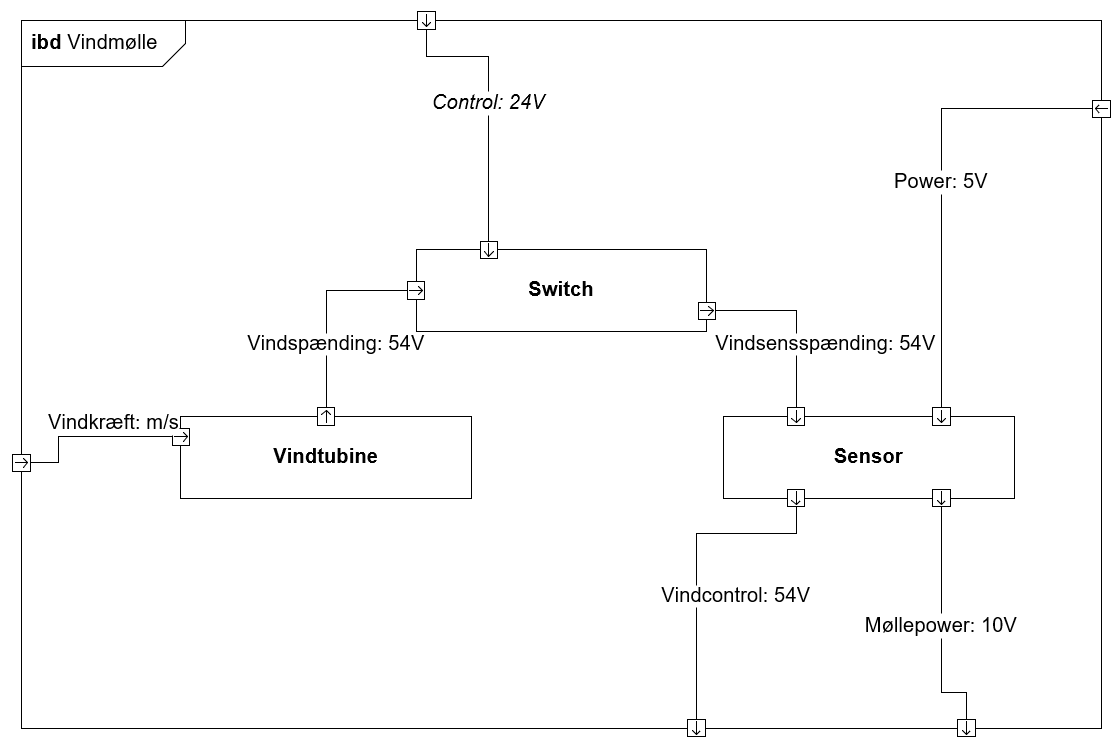 ibd Vindmølle
Control: 24V
Power: 5V
Switch
Vindspænding: 54V
Vindsensspænding: 54V
Vindkræft: m/s
Vindtubine
Sensor
Vindcontrol: 54V
Møllepower: 10V